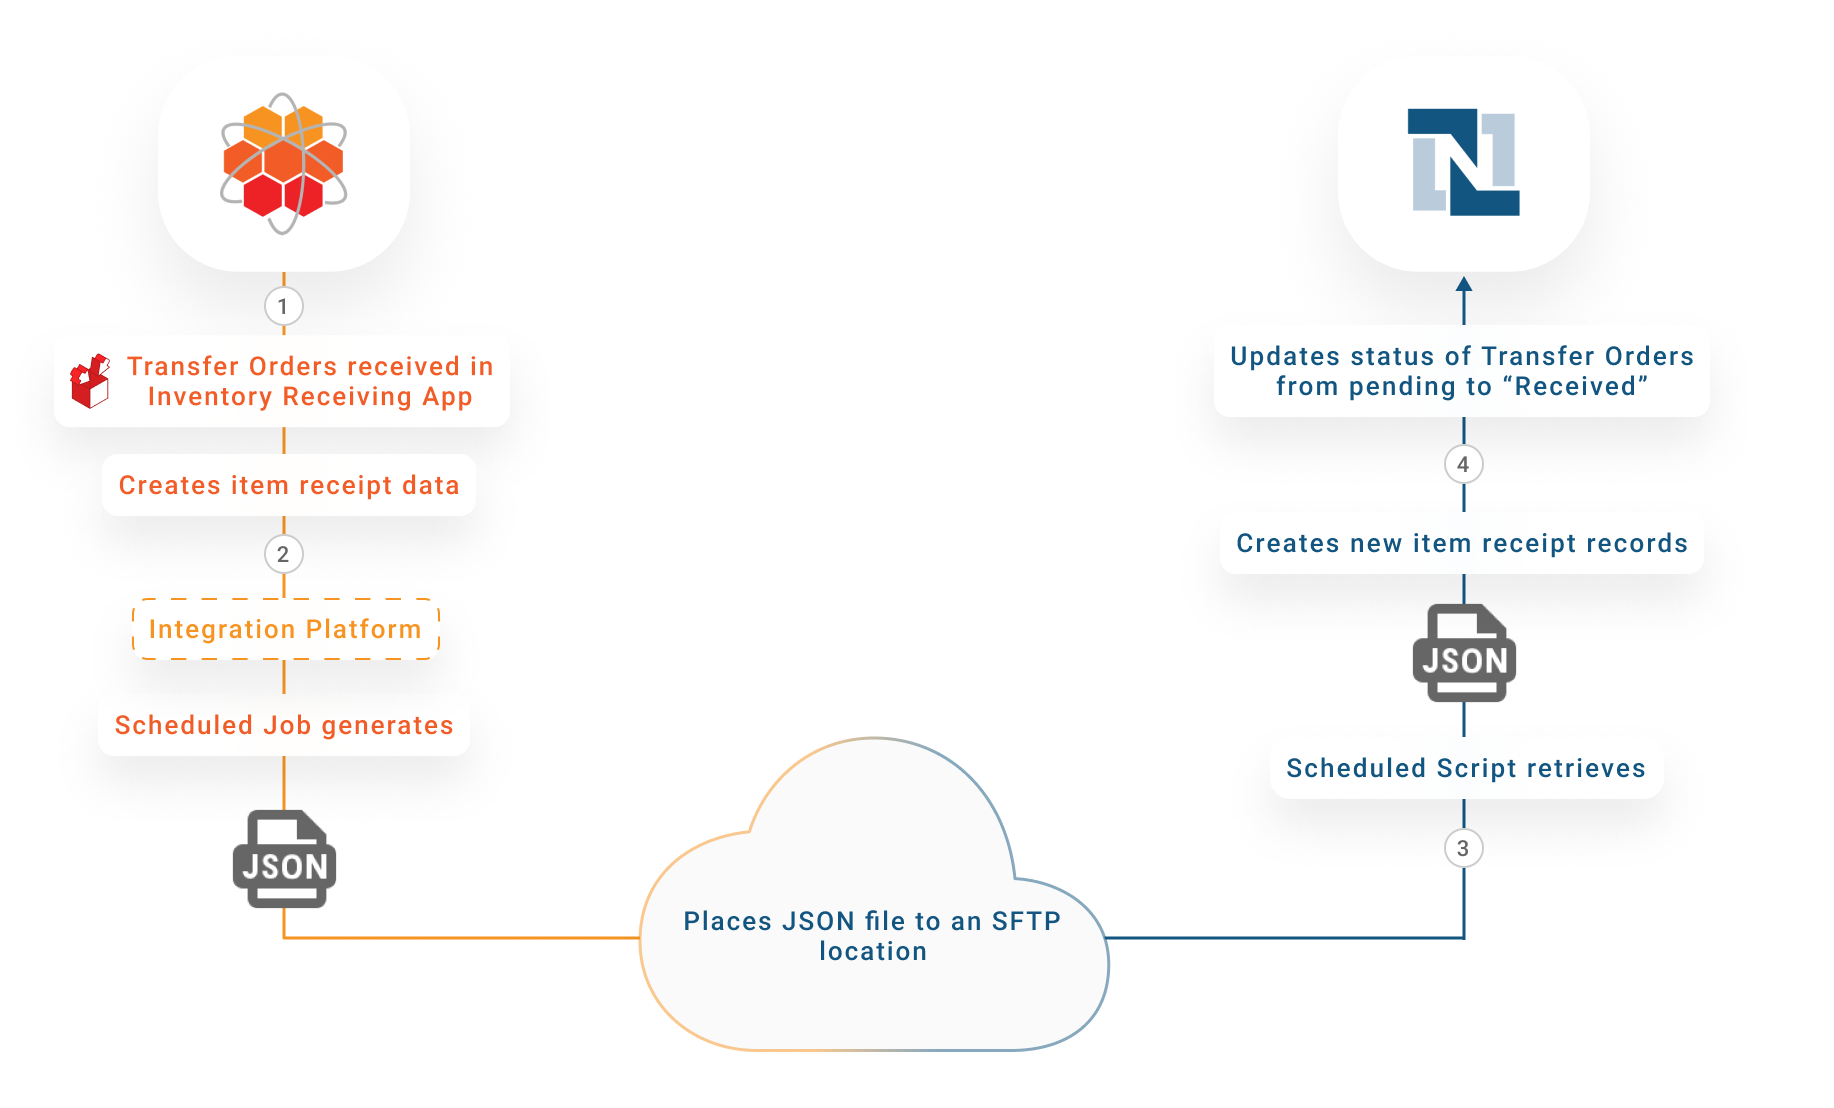 1
Transfer Orders received in
Inventory Receiving App
Creates item receipt data
2
Integration Platform
Scheduled Job generates
JSON
Places JSON file to an SFTP
location
3
Scheduled Script retrieves
JSON
Creates new item receipt records
4
Updates status of Transfer Orders
from pending to “Received”
N